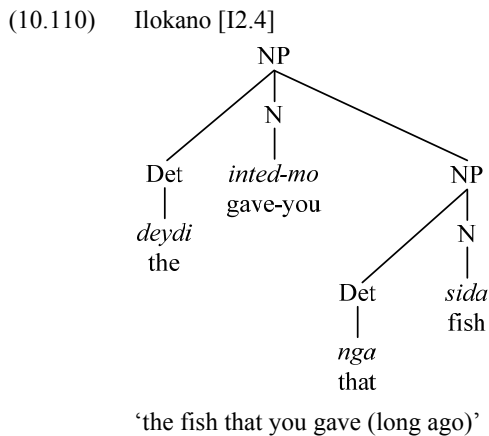 (10.110) Ilokano [I2.4]
NP
N
Det inted-mo NP
gave-you
deydi N
the
Det sida
fish
nga
that
‘the fish that you gave (long ago)’